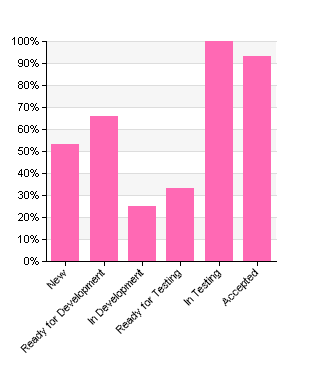 100%
90%
80%
70%
60%
50%
40%
30%
20%
10%
0%
New
Ready for Development
In Development
Ready for Testing
In Testing
Accepted